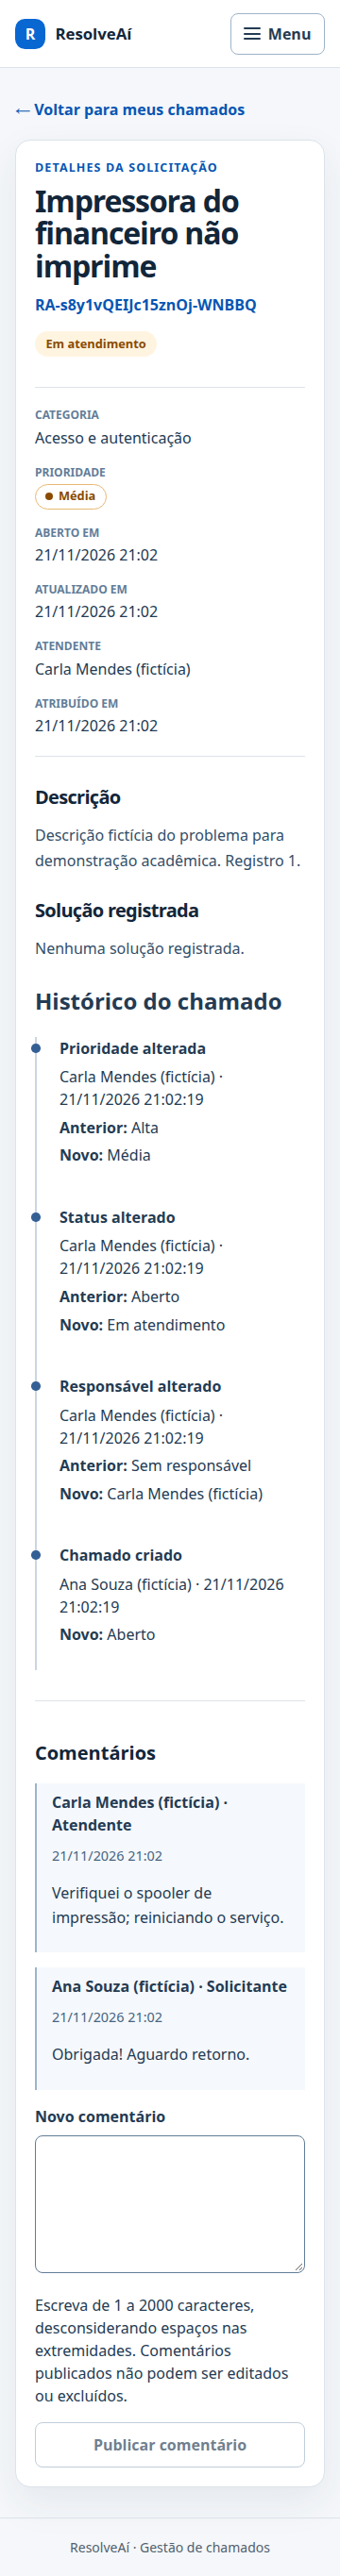 R ResolveAí Menu
← Voltar para meus chamados
DETALHES DA SOLICITAÇÃO
Impressora do
financeiro não
imprime
RA-s8y1vQEIJc15znOj-WNBBQ
Em atendimento
CATEGORIA
Acesso e autenticação
PRIORIDADE
Média
ABERTO EM
21/11/2026 21:02
ATUALIZADO EM
21/11/2026 21:02
ATENDENTE
Carla Mendes (fictícia)
ATRIBUÍDO EM
21/11/2026 21:02
Descrição
Descrição fictícia do problema para
demonstração acadêmica. Registro 1.
Solução registrada
Nenhuma solução registrada.
Histórico do chamado
Prioridade alterada
Carla Mendes (fictícia) ·
21/11/2026 21:02:19
Anterior: Alta
Novo: Média
Status alterado
Carla Mendes (fictícia) ·
21/11/2026 21:02:19
Anterior: Aberto
Novo: Em atendimento
Responsável alterado
Carla Mendes (fictícia) ·
21/11/2026 21:02:19
Anterior: Sem responsável
Novo: Carla Mendes (fictícia)
Chamado criado
Ana Souza (fictícia) · 21/11/2026
21:02:19
Novo: Aberto
Comentários
Carla Mendes (fictícia) ·
Atendente
21/11/2026 21:02
Verifiquei o spooler de
impressão; reiniciando o serviço.
Ana Souza (fictícia) · Solicitante
21/11/2026 21:02
Obrigada! Aguardo retorno.
Novo comentário
Escreva de 1 a 2000 caracteres,
desconsiderando espaços nas
extremidades. Comentários
publicados não podem ser editados
ou excluídos.
Publicar comentário
ResolveAí · Gestão de chamados